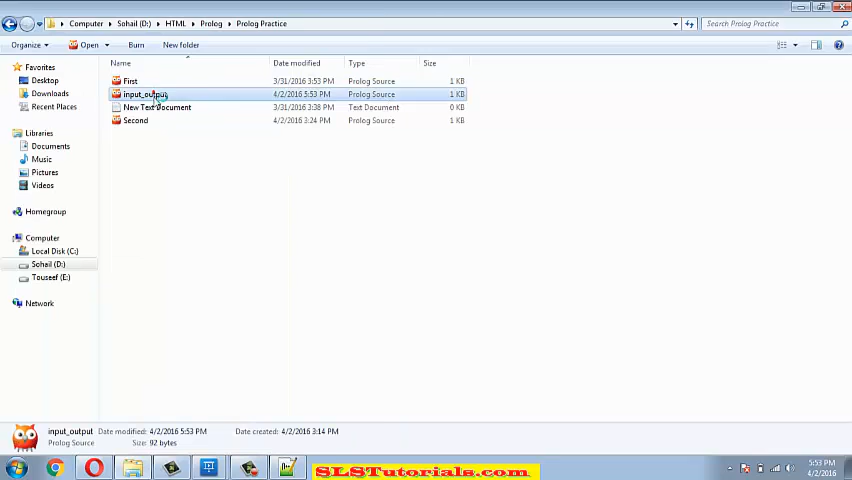 Computer Sohail (D:) HTML Prolog Prolog Practice Search Prolog Practice
Organize Open Burn New folder
Name Date modified Type Size
Favorites
Desktop
Downloads
Recent Places
Libraries
Documents
Music
Pictures
Videos
Homegroup
Computer
Local Disk (C:)
Sohail (D:)
Touseef (E:)
Network
First 3/31/2016 3:53 PM Prolog Source 1 KB
input_output 4/2/2016 5:53 PM Prolog Source 1 KB
New Text Document 3/31/2016 3:38 PM Text Document 0 KB
Second 4/2/2016 3:24 PM Prolog Source 1 KB
input_output Date modified: 4/2/2016 5:53 PM Date created: 4/2/2016 3:14 PM
Prolog Source Size: 92 bytes
SLSTutorials.com
5:53 PM
4/2/2016